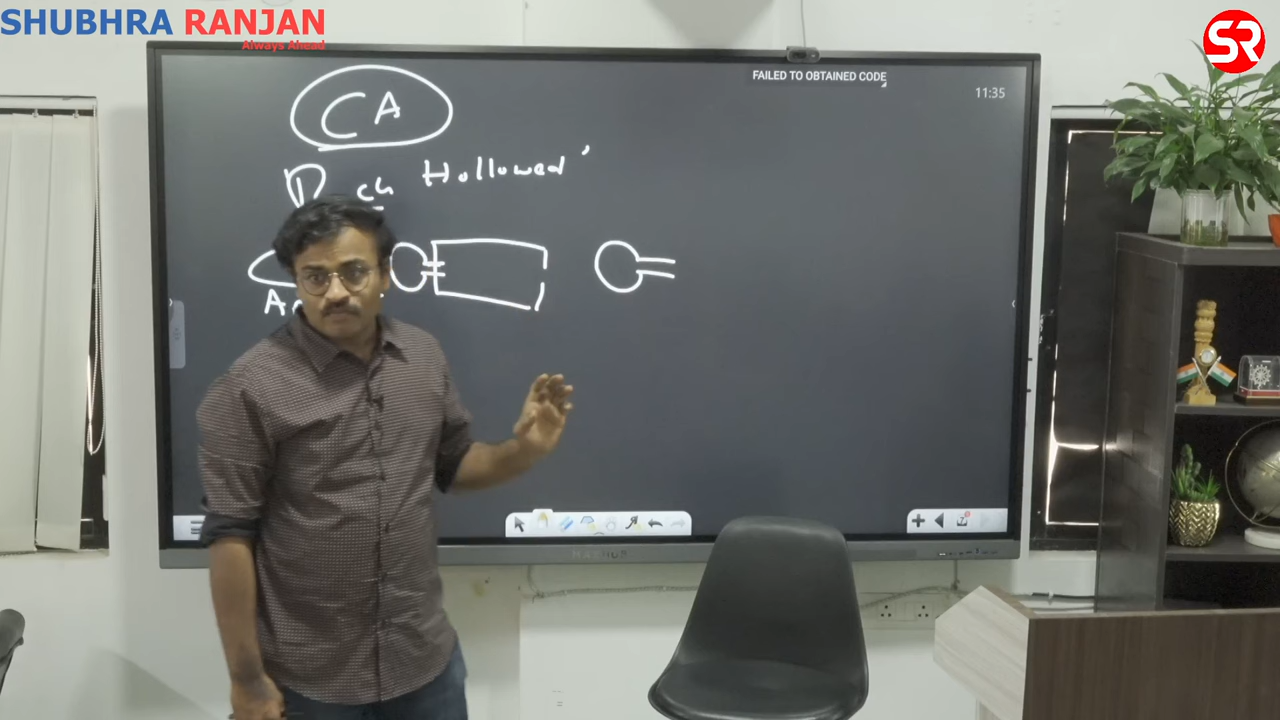 SHUBHRA RANJAN
Always Ahead
SR
FAILED TO OBTAINED CODE
11:35
CA
Hollowed